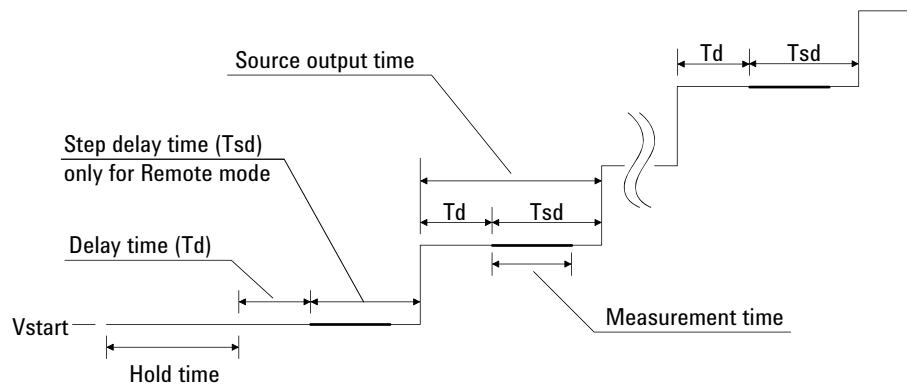 Td
Tsd
Source output time
Step delay time (Tsd)
only for Remote mode
Td
Tsd
Delay time (Td)
Vstart
Measurement time
Hold time